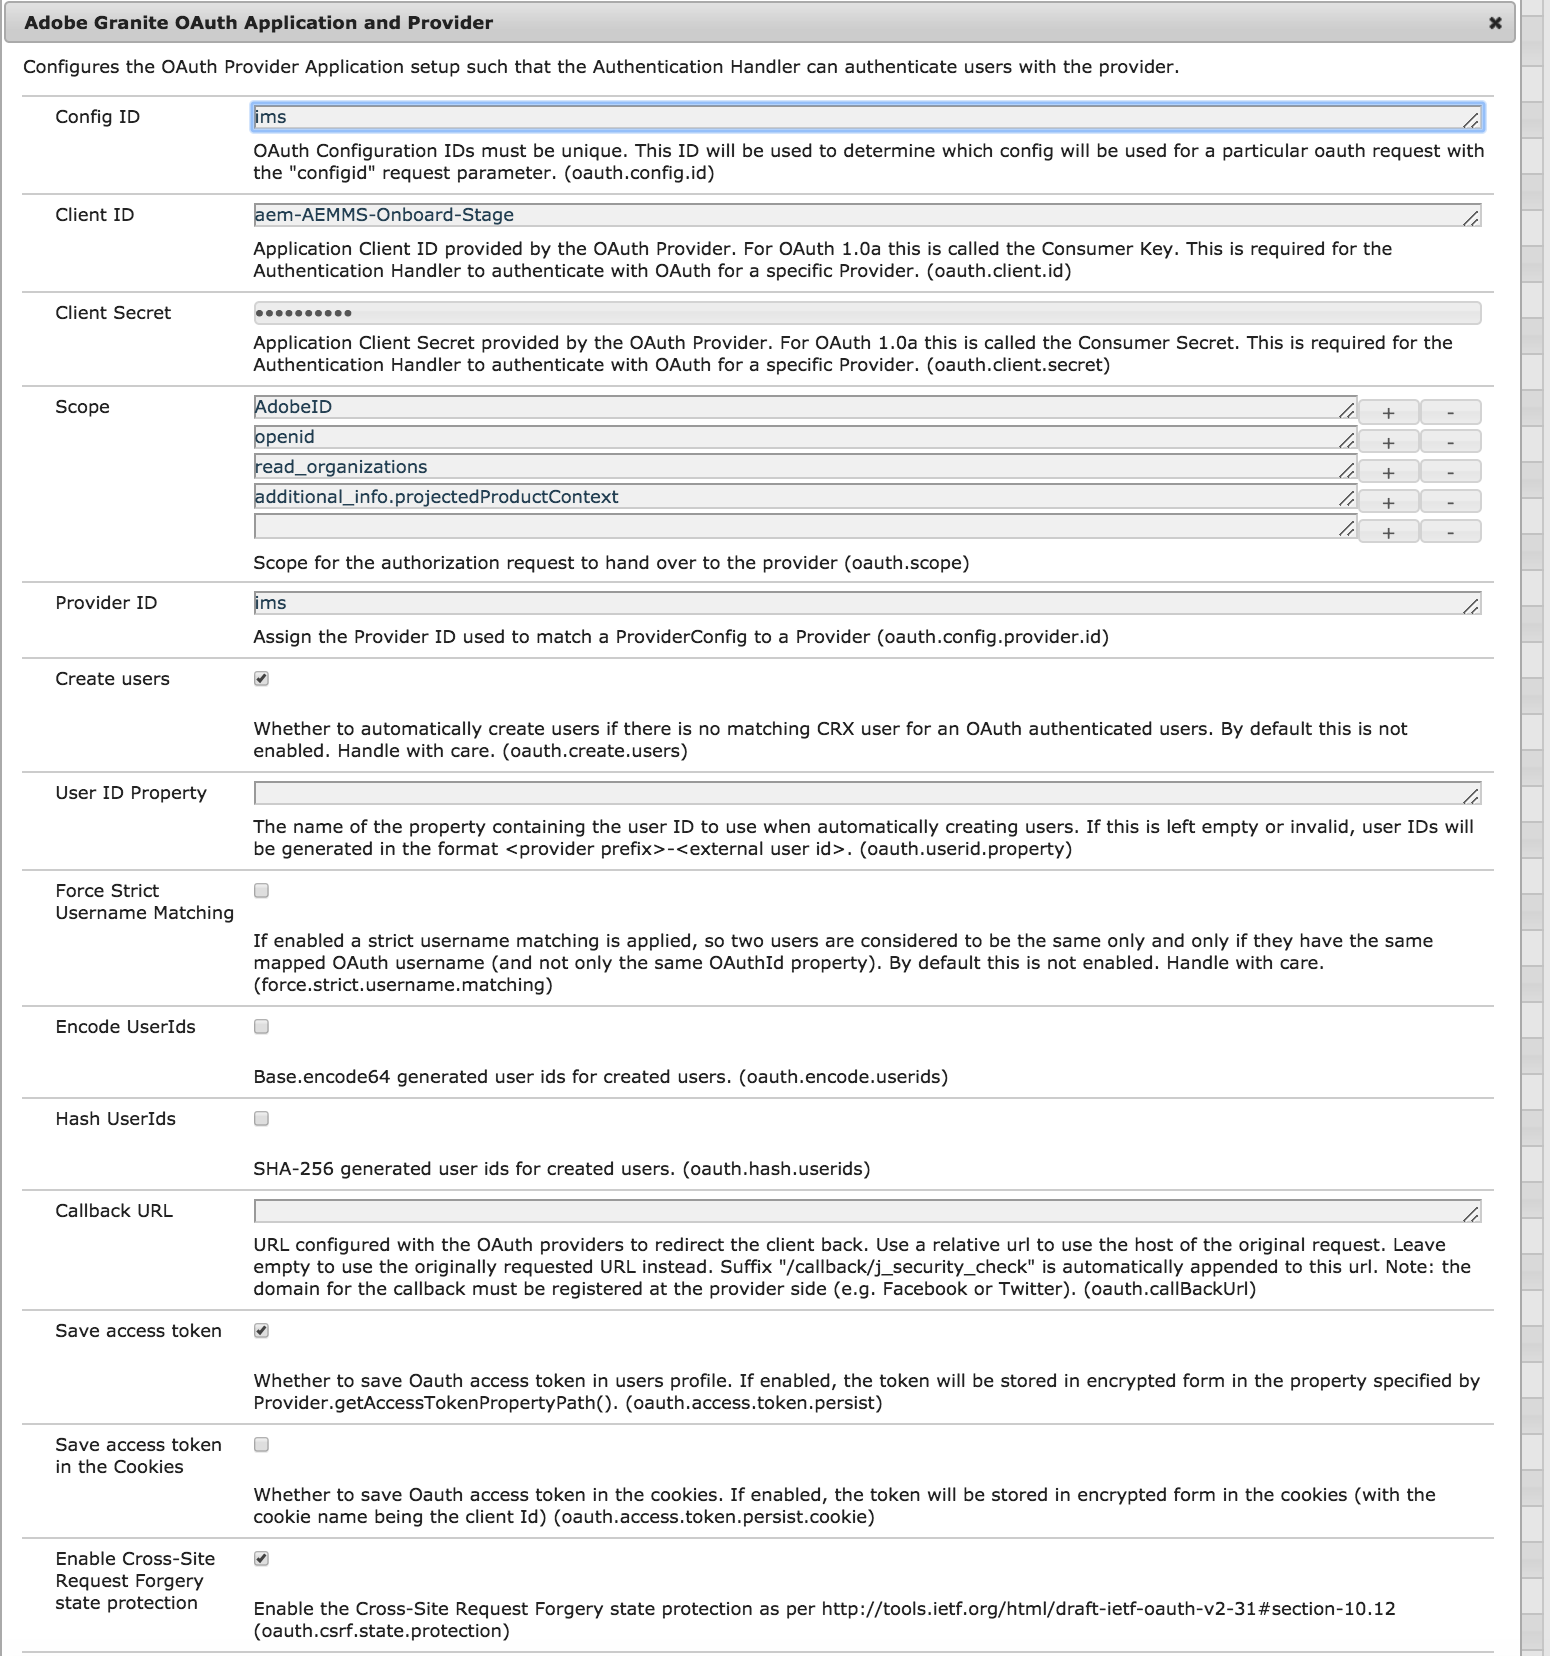 Adobe Granite OAuth Application and Provider
Configures the OAuth Provider Application setup such that the Authentication Handler can authenticate users with the provider.
Config ID
ims
OAuth Configuration IDs must be unique. This ID will be used to determine which config will be used for a particular oauth request with
the "configid" request parameter. (oauth.config.id)
Client ID
aem-AEMMS-Onboard-Stage
Application Client ID provided by the OAuth Provider. For OAuth 1.0a this is called the Consumer Key. This is required for the
Authentication Handler to authenticate with OAuth for a specific Provider. (oauth.client.id)
Client Secret
••••••••••
Application Client Secret provided by the OAuth Provider. For OAuth 1.0a this is called the Consumer Secret. This is required for the
Authentication Handler to authenticate with OAuth for a specific Provider. (oauth.client.secret)
Scope
AdobeID
+ -
openid
+ -
read_organizations
+ -
additional_info.projectedProductContext
+ -
+ -
Scope for the authorization request to hand over to the provider (oauth.scope)
Provider ID
ims
Assign the Provider ID used to match a ProviderConfig to a Provider (oauth.config.provider.id)
Create users
Whether to automatically create users if there is no matching CRX user for an OAuth authenticated users. By default this is not
enabled. Handle with care. (oauth.create.users)
User ID Property
The name of the property containing the user ID to use when automatically creating users. If this is left empty or invalid, user IDs will
be generated in the format <provider prefix>-<external user id>. (oauth.userid.property)
Force Strict
Username Matching
If enabled a strict username matching is applied, so two users are considered to be the same only and only if they have the same
mapped OAuth username (and not only the same OAuthId property). By default this is not enabled. Handle with care.
(force.strict.username.matching)
Encode UserIds
Base.encode64 generated user ids for created users. (oauth.encode.userids)
Hash UserIds
SHA-256 generated user ids for created users. (oauth.hash.userids)
Callback URL
URL configured with the OAuth providers to redirect the client back. Use a relative url to use the host of the original request. Leave
empty to use the originally requested URL instead. Suffix "/callback/j_security_check" is automatically appended to this url. Note: the
domain for the callback must be registered at the provider side (e.g. Facebook or Twitter). (oauth.callBackUrl)
Save access token
Whether to save Oauth access token in users profile. If enabled, the token will be stored in encrypted form in the property specified by
Provider.getAccessTokenPropertyPath(). (oauth.access.token.persist)
Save access token
in the Cookies
Whether to save Oauth access token in the cookies. If enabled, the token will be stored in encrypted form in the cookies (with the
cookie name being the client Id) (oauth.access.token.persist.cookie)
Enable Cross-Site
Request Forgery
state protection
Enable the Cross-Site Request Forgery state protection as per http://tools.ietf.org/html/draft-ietf-oauth-v2-31#section-10.12
(oauth.csrf.state.protection)